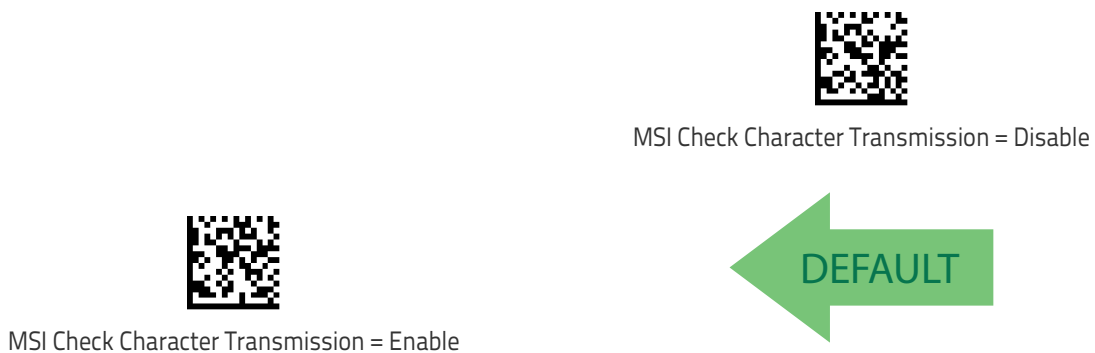 MSI Check Character Transmission = Disable
DEFAULT
MSI Check Character Transmission = Enable